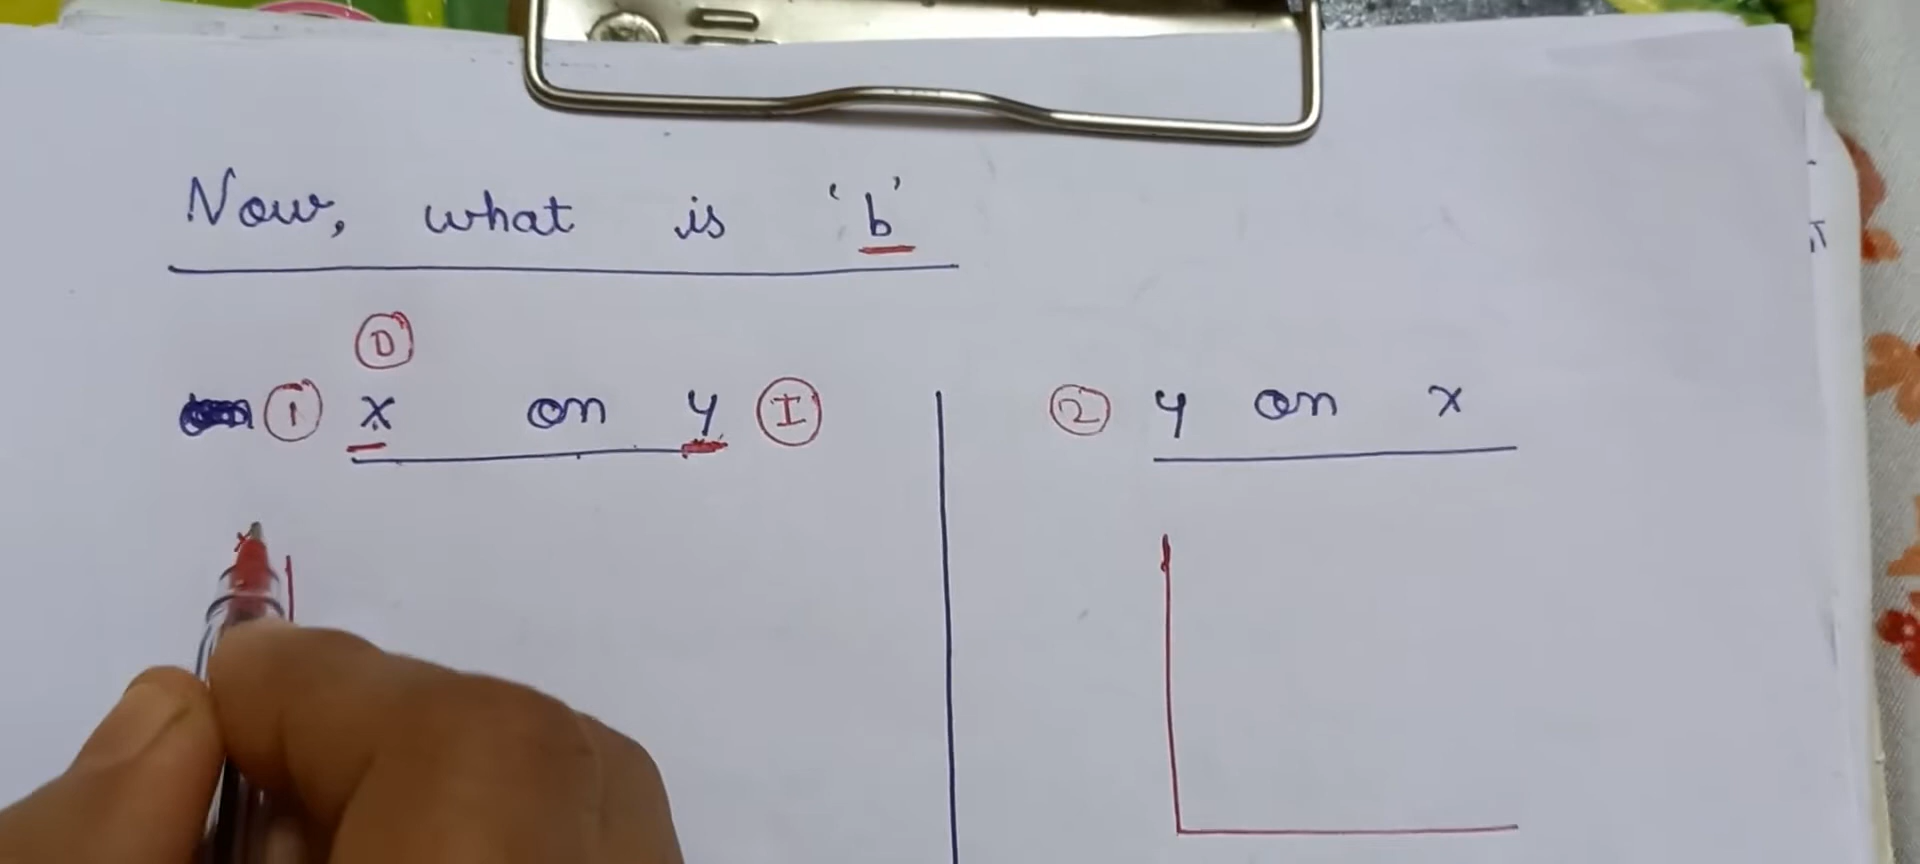 Now, what is 'b'
D
1 x on y I
2 y on x
x